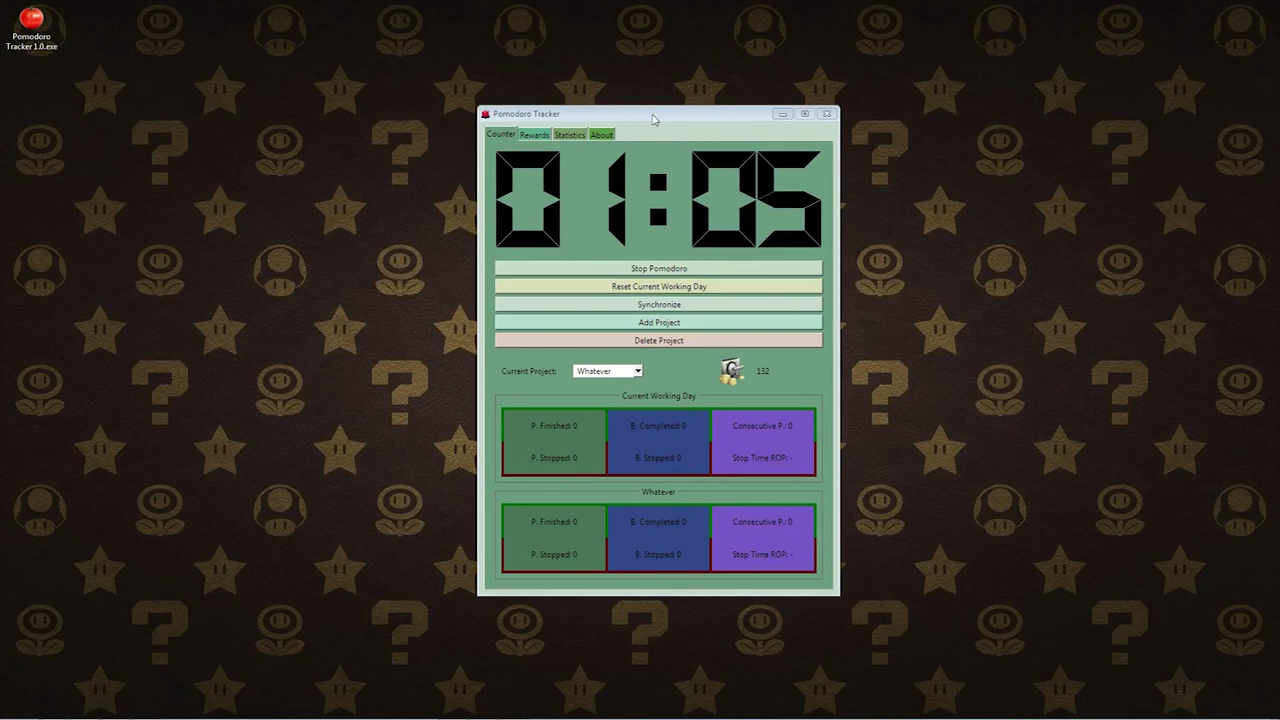 Pomodoro
Tracker 1.0.exe
Pomodoro Tracker
Counter Rewards Statistics About
01:05
Stop Pomodoro
Reset Current Working Day
Synchronize
Add Project
Delete Project
Current Project: Whatever 132
Current Working Day
P. Finished: 0 B. Completed: 0 Consecutive P.: 0
P. Stopped: 0 B. Stopped: 0 Stop Time ROP: -
Whatever
P. Finished: 0 B. Completed: 0 Consecutive P.: 0
P. Stopped: 0 B. Stopped: 0 Stop Time ROP: -